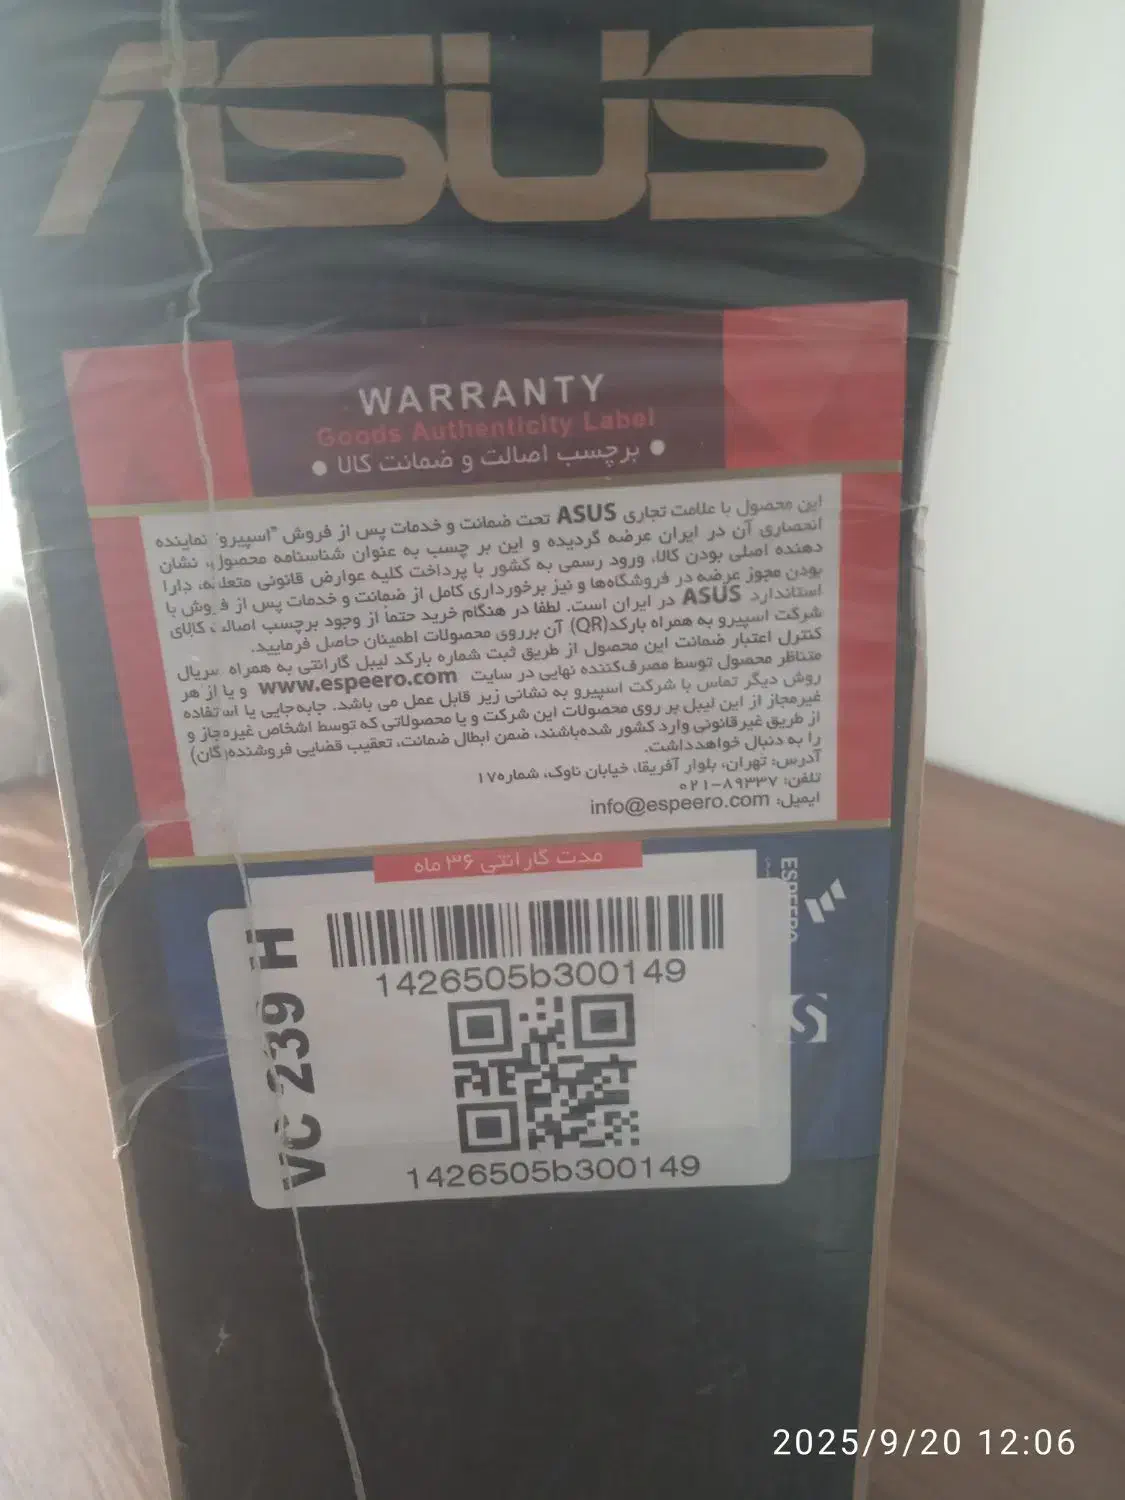 ASUS
WARRANTY
Goods Authenticity Label
• برچسب اصالت و ضمانت کالا •
این محصول با علامت تجاری ASUS تحت ضمانت و خدمات پس از فروش "اسپیرو" نماینده
انحصاری آن در ایران عرضه گردیده و این بر چسب به عنوان شناسنامه محصول، نشان
دهنده اصلی بودن کالا، ورود رسمی به کشور با پرداخت کلیه عوارض قانونی متعلقه، دارا
بودن مجوز عرضه در فروشگاه‌ها و نیز برخورداری کامل از ضمانت و خدمات پس از فروش با
استاندارد ASUS در ایران است. لطفا در هنگام خرید حتماً از وجود برچسب اصالت کالای
شرکت اسپیرو به همراه بارکد(QR) آن برروی محصولات اطمینان حاصل فرمایید.
کنترل اعتبار ضمانت این محصول از طریق ثبت شماره بارکد لیبل گارانتی به همراه سریال
متناظر محصول توسط مصرف‌کننده نهایی در سایت www.espeero.com و یا از هر
روش دیگر تماس با شرکت اسپیرو به نشانی زیر قابل عمل می باشد. جابه‌جایی یا استفاده
غیرمجاز از این لیبل بر روی محصولات این شرکت و یا محصولاتی که توسط اشخاص غیرمجاز و
از طریق غیرقانونی وارد کشور شده‌باشند، ضمن ابطال ضمانت، تعقیب قضایی فروشنده(گان)
را به دنبال خواهدداشت.
آدرس: تهران، بلوار آفریقا، خیابان ناوک، شماره۱۷
تلفن: ۸۹۳۳۷-۰۲۱
ایمیل: info@espeero.com
مدت گارانتی ۳۶ ماه
ESPEERO
VC 239 H
1426505b300149
1426505b300149
2025/9/20 12:06